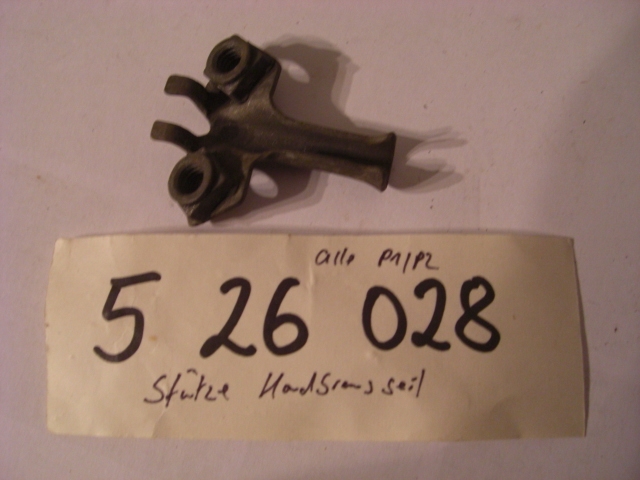 alle P1/P2
5 26 028
Stütze Handbremsseil